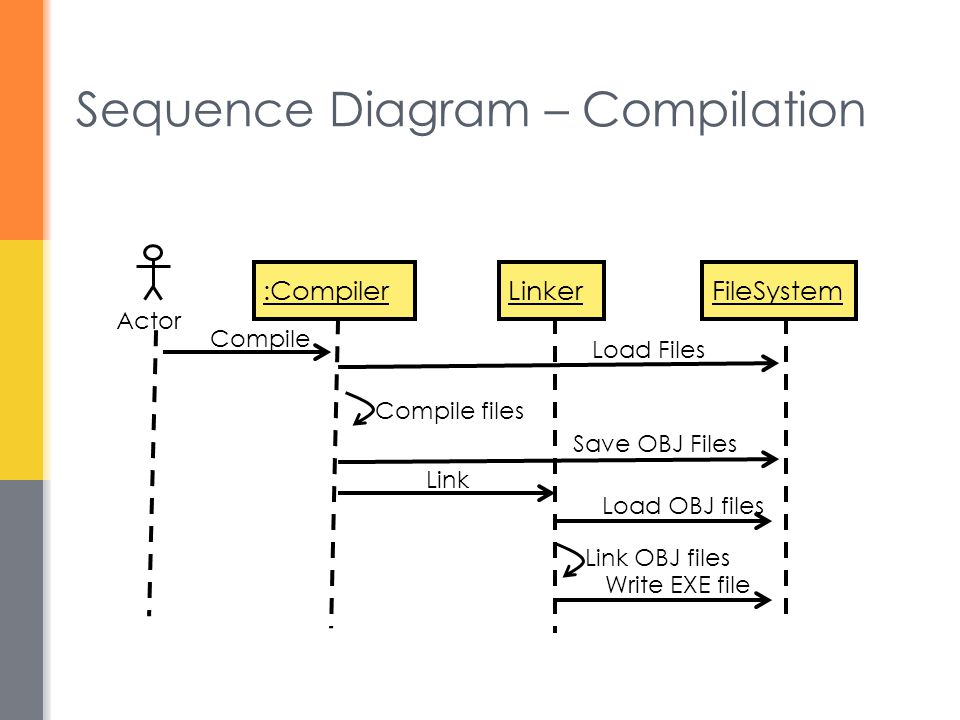 Sequence Diagram – Compilation
:Compiler
Linker
FileSystem
Actor
Compile
Load Files
Compile files
Save OBJ Files
Link
Load OBJ files
Link OBJ files
Write EXE file